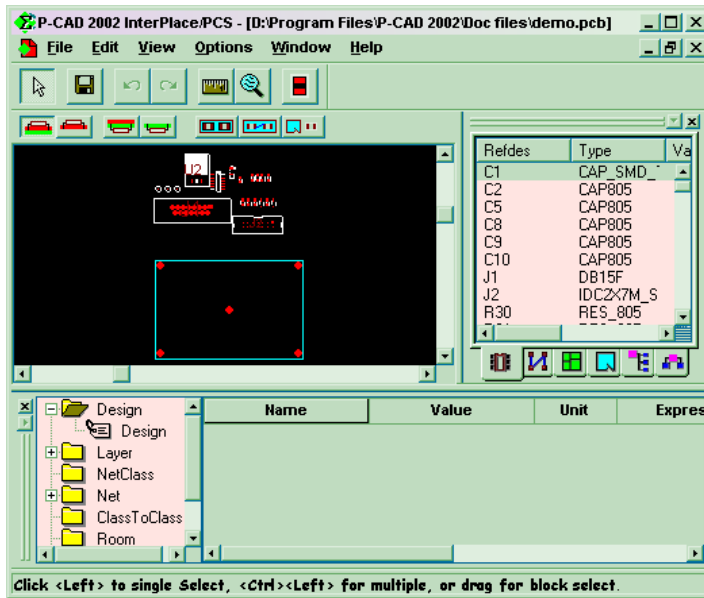 P-CAD 2002 InterPlace/PCS - [D:\Program Files\P-CAD 2002\Doc files\demo.pcb]
File Edit View Options Window Help
Refdes Type Va
C1 CAP_SMD_
C2 CAP805
C5 CAP805
C8 CAP805
C9 CAP805
C10 CAP805
J1 DB15F
J2 IDC2X7M_S
R30 RES_805
U2
Design
Design
Layer
NetClass
Net
ClassToClass
Room
Name Value Unit Expres
Click <Left> to single Select, <Ctrl><Left> for multiple, or drag for block select.